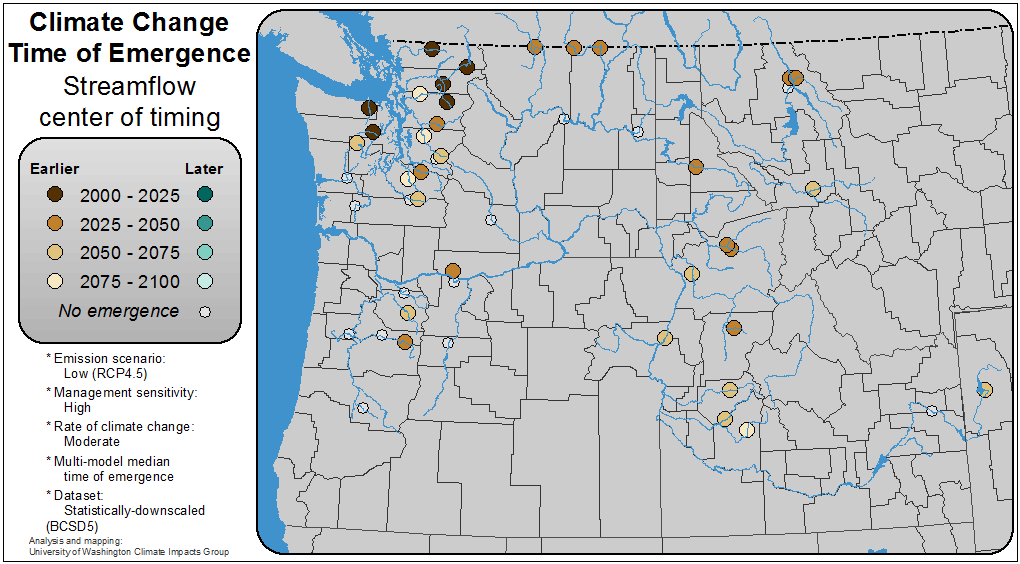 Climate Change
Time of Emergence
Streamflow
center of timing
Earlier Later
2000 - 2025
2025 - 2050
2050 - 2075
2075 - 2100
No emergence
* Emission scenario:
Low (RCP4.5)
* Management sensitivity:
High
* Rate of climate change:
Moderate
* Multi-model median
time of emergence
* Dataset:
Statistically-downscaled
(BCSD5)
Analysis and mapping:
University of Washington Climate Impacts Group